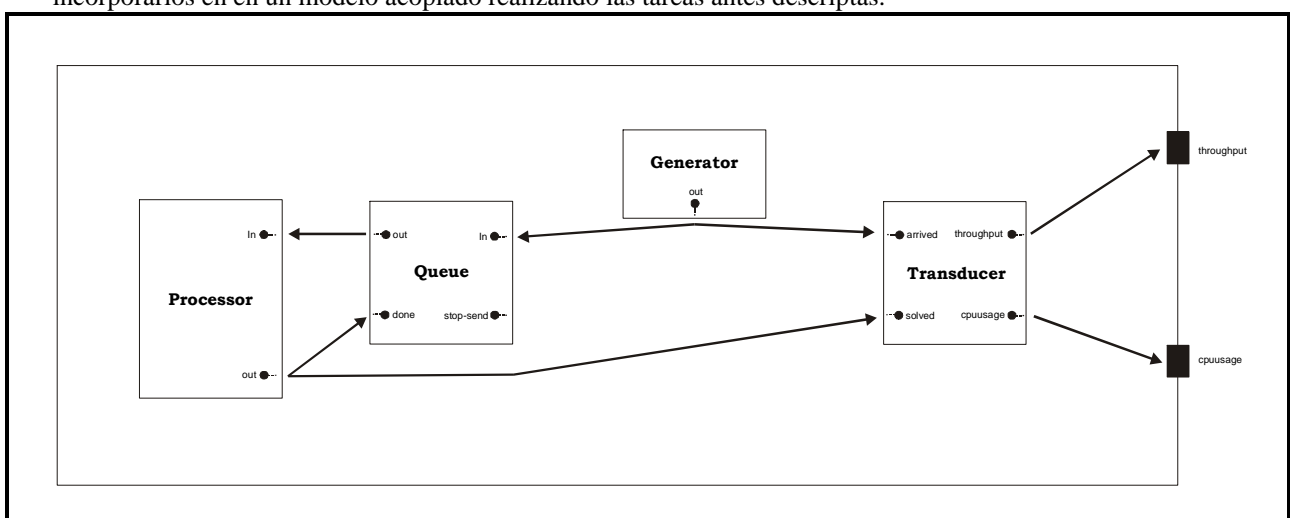 incorporarlos en en un modelo acoplado realizando las tareas antes descriptas.
throughput
Generator
out
In
out
In
arrived
throughput
Queue
Transducer
Processor
done
stop-send
solved
cpuusage
cpuusage
out